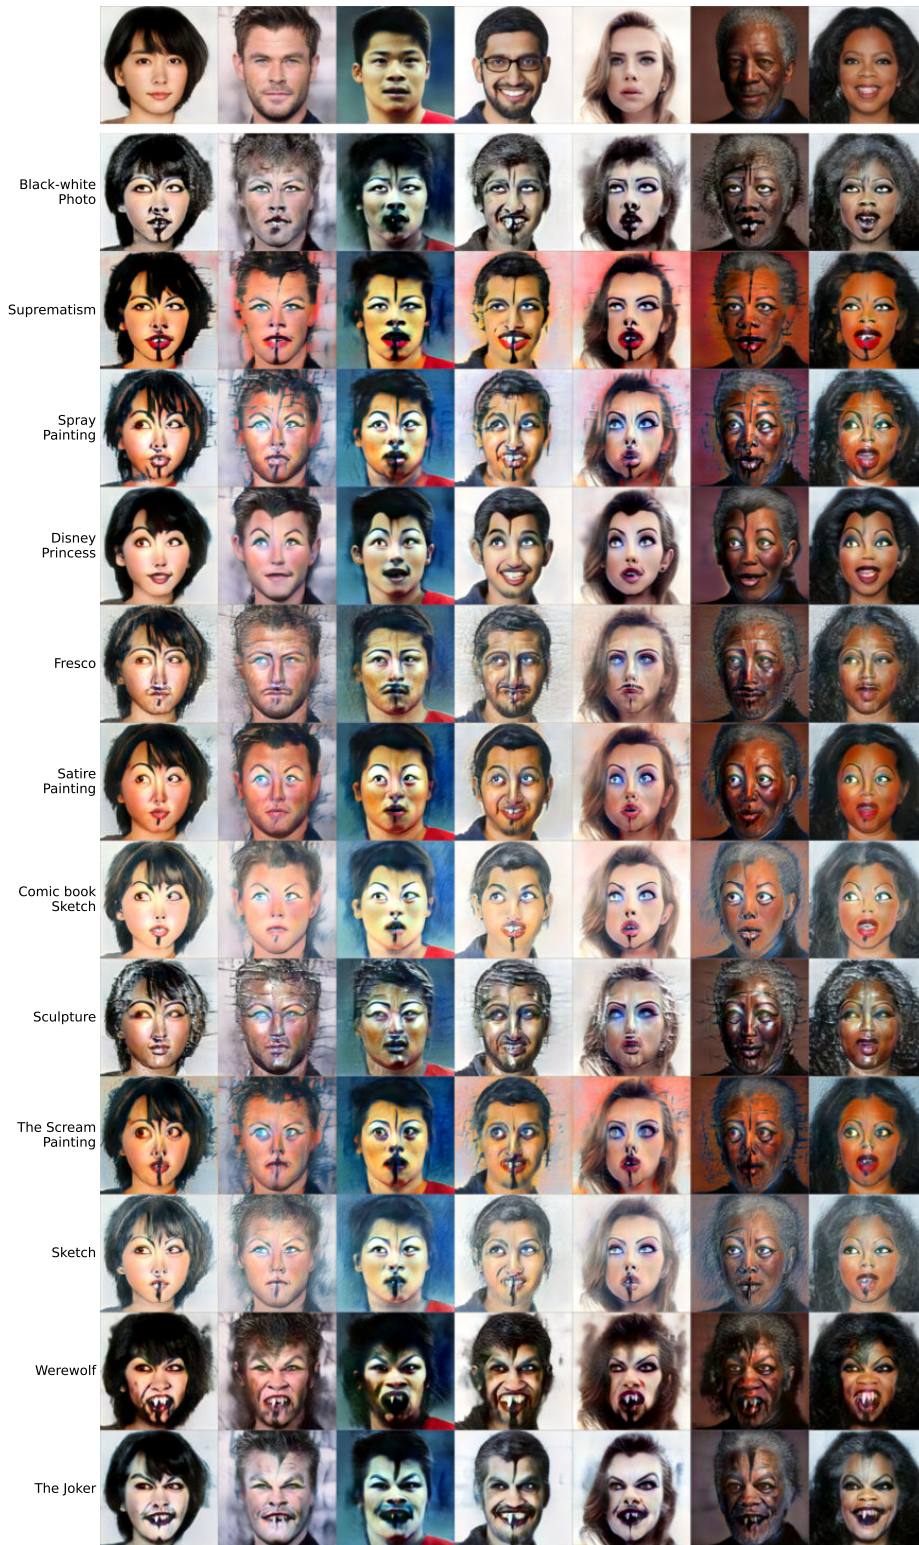 Black-white
Photo
Suprematism
Spray
Painting
Disney
Princess
Fresco
Satire
Painting
Comic book
Sketch
Sculpture
The Scream
Painting
Sketch
Werewolf
The Joker